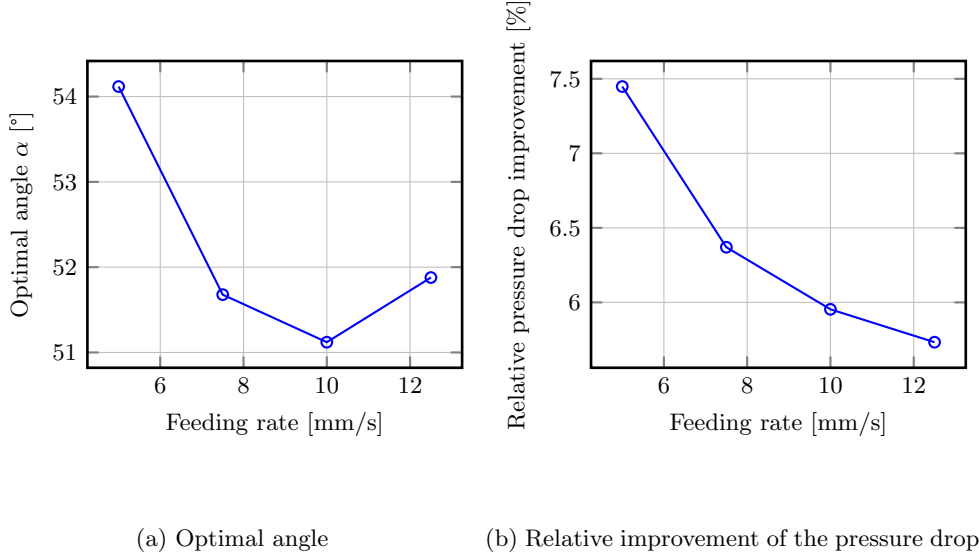 Optimal angle α [°]
54
53
52
51
6 8 10 12
Feeding rate [mm/s]
(a) Optimal angle
Relative pressure drop improvement [%]
7.5
7
6.5
6
6 8 10 12
Feeding rate [mm/s]
(b) Relative improvement of the pressure drop